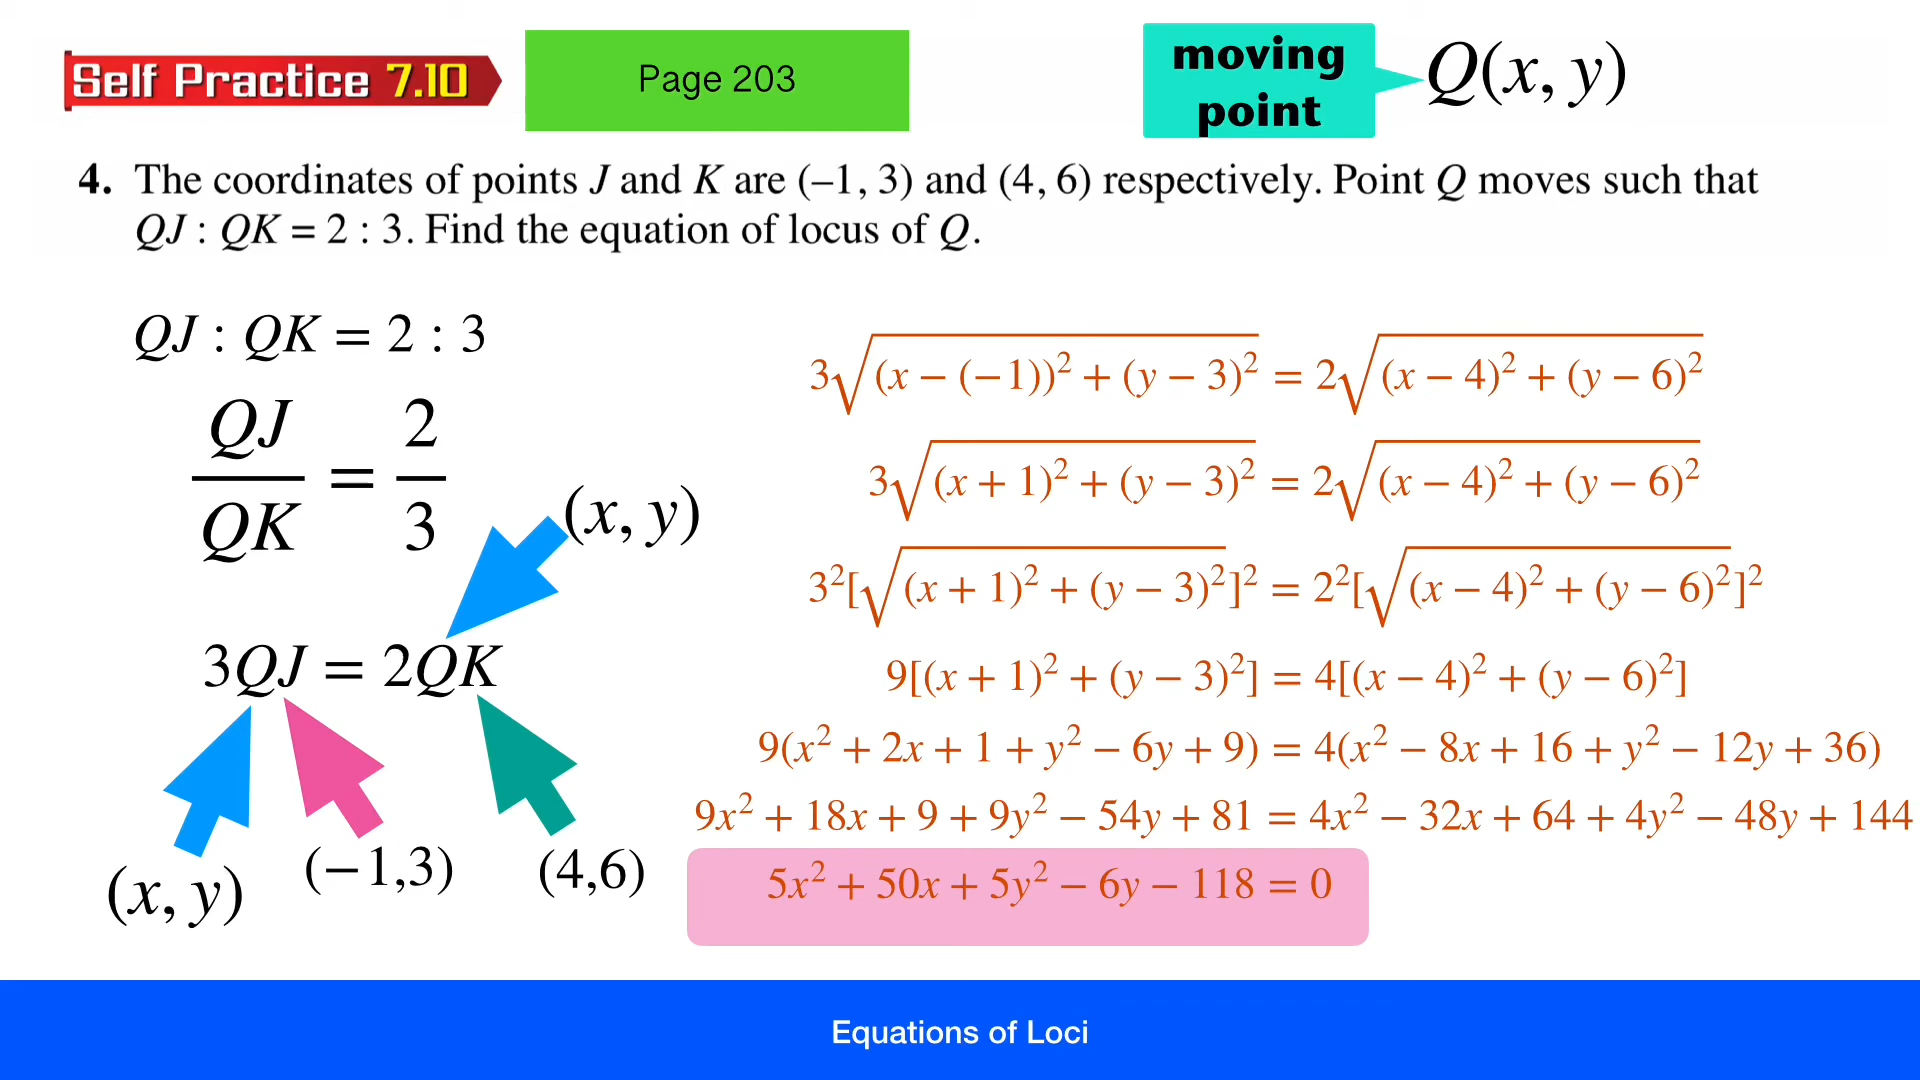 Self Practice 7.10
Page 203
moving
point
Q(x, y)
4. The coordinates of points J and K are (–1, 3) and (4, 6) respectively. Point Q moves such that
QJ : QK = 2 : 3. Find the equation of locus of Q.
QJ : QK = 2 : 3
QJ/QK = 2/3
(x, y)
3QJ = 2QK
(x, y)
(−1,3)
(4,6)
3√((x − (−1))² + (y − 3)²) = 2√((x − 4)² + (y − 6)²)
3√((x + 1)² + (y − 3)²) = 2√((x − 4)² + (y − 6)²)
3²[√((x + 1)² + (y − 3)²)]² = 2²[√((x − 4)² + (y − 6)²)]²
9[(x + 1)² + (y − 3)²] = 4[(x − 4)² + (y − 6)²]
9(x² + 2x + 1 + y² − 6y + 9) = 4(x² − 8x + 16 + y² − 12y + 36)
9x² + 18x + 9 + 9y² − 54y + 81 = 4x² − 32x + 64 + 4y² − 48y + 144
5x² + 50x + 5y² − 6y − 118 = 0
Equations of Loci